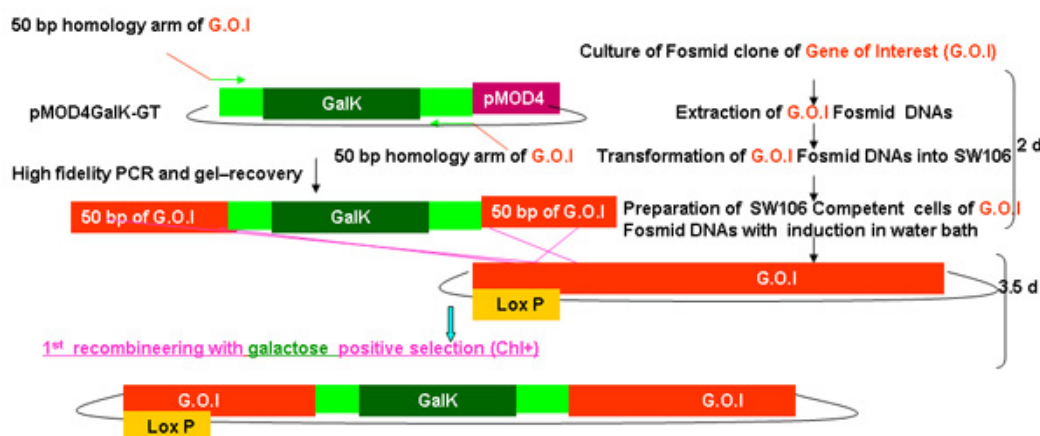 50 bp homology arm of G.O.I
Culture of Fosmid clone of Gene of Interest (G.O.I)
GalK
pMOD4
pMOD4GalK-GT
Extraction of G.O.I Fosmid DNAs
50 bp homology arm of G.O.I
Transformation of G.O.I Fosmid DNAs into SW106
2 d
High fidelity PCR and gel–recovery
50 bp of G.O.I
GalK
50 bp of G.O.I
Preparation of SW106 Competent cells of G.O.I
Fosmid DNAs with induction in water bath
G.O.I
Lox P
3.5 d
1st recombineering with galactose positive selection (Chl+)
G.O.I
GalK
G.O.I
Lox P